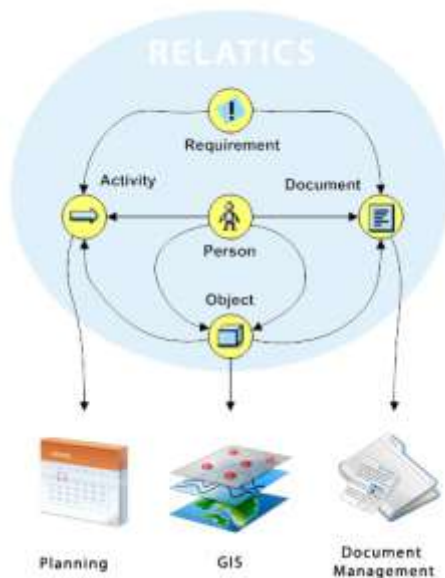 RELATICS
Requirement
Activity
Document
Person
Object
Planning
GIS
Document
Management